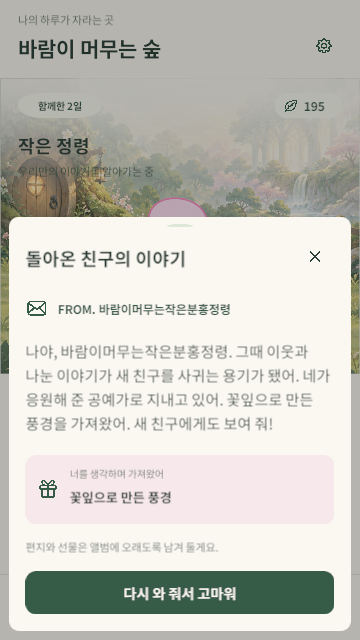 나의 하루가 자라는 곳
바람이 머무는 숲
함께한 2일
195
작은 정령
우리만의 이야기를 알아가는 중
돌아온 친구의 이야기
FROM. 바람이머무는작은분홍정령
나야, 바람이머무는작은분홍정령. 그때 이웃과
나눈 이야기가 새 친구를 사귀는 용기가 됐어. 네가
응원해 준 공예가로 지내고 있어. 꽃잎으로 만든
풍경을 가져왔어. 새 친구에게도 보여 줘!
너를 생각하며 가져왔어
꽃잎으로 만든 풍경
편지와 선물은 앨범에 오래도록 남겨 둘게요.
다시 와 줘서 고마워